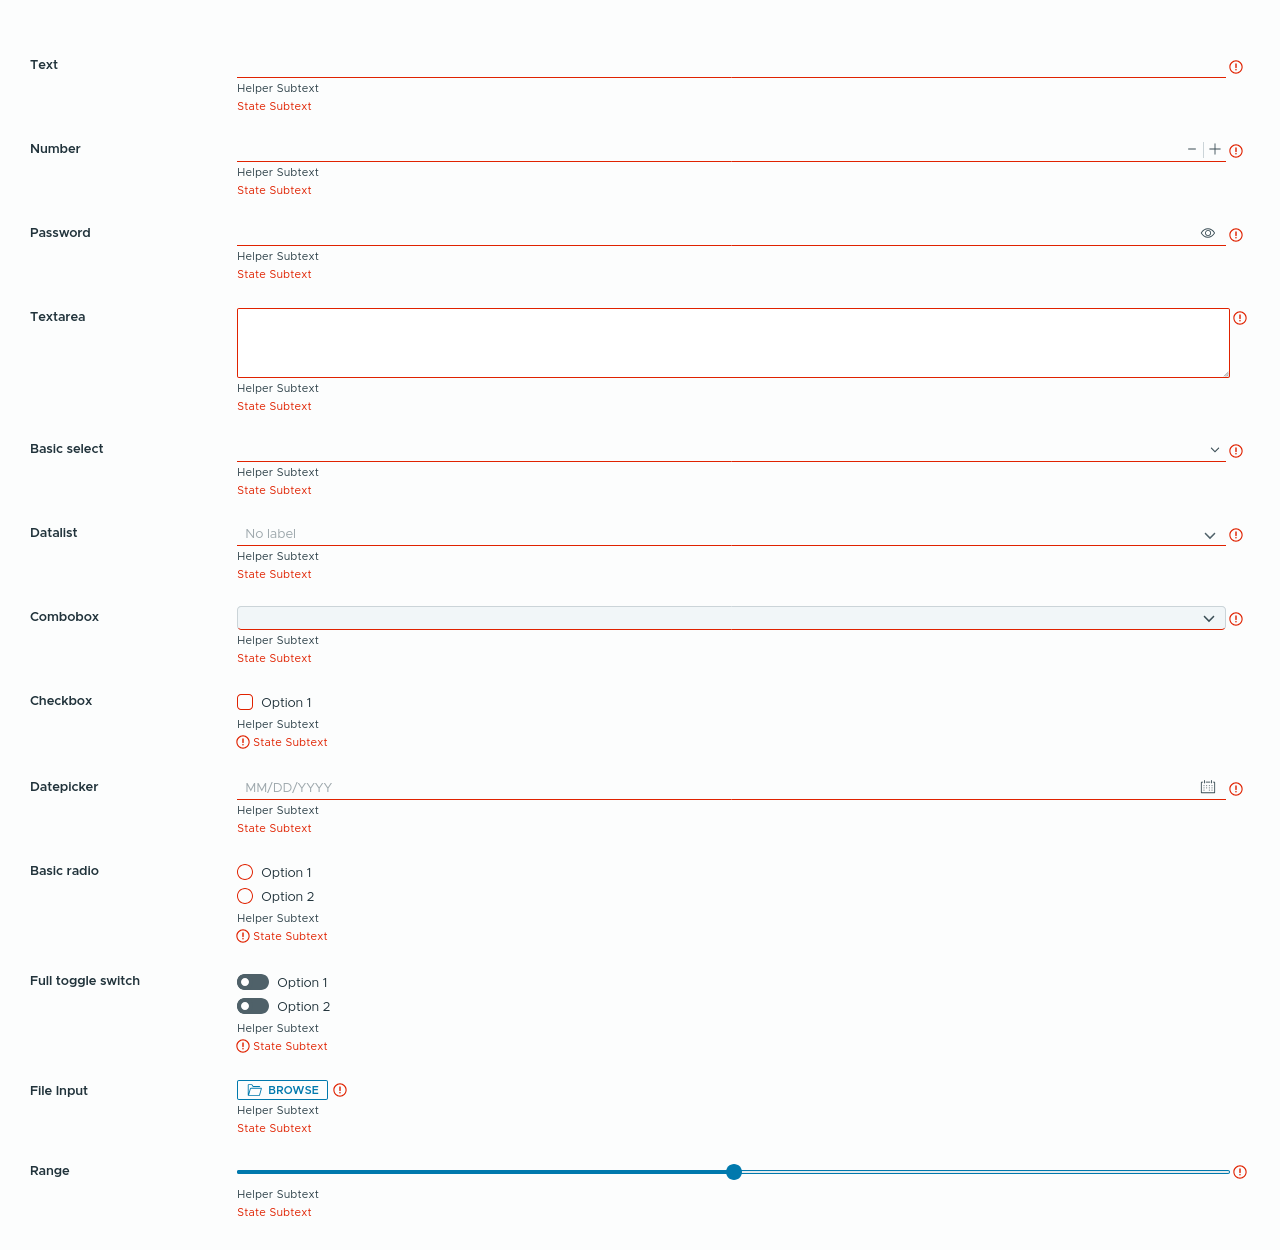 Text
Helper Subtext
State Subtext
Number
Helper Subtext
State Subtext
Password
Helper Subtext
State Subtext
Textarea
Helper Subtext
State Subtext
Basic select
Helper Subtext
State Subtext
Datalist
No label
Helper Subtext
State Subtext
Combobox
Helper Subtext
State Subtext
Checkbox
Option 1
Helper Subtext
State Subtext
Datepicker
MM/DD/YYYY
Helper Subtext
State Subtext
Basic radio
Option 1
Option 2
Helper Subtext
State Subtext
Full toggle switch
Option 1
Option 2
Helper Subtext
State Subtext
File Input
BROWSE
Helper Subtext
State Subtext
Range
Helper Subtext
State Subtext